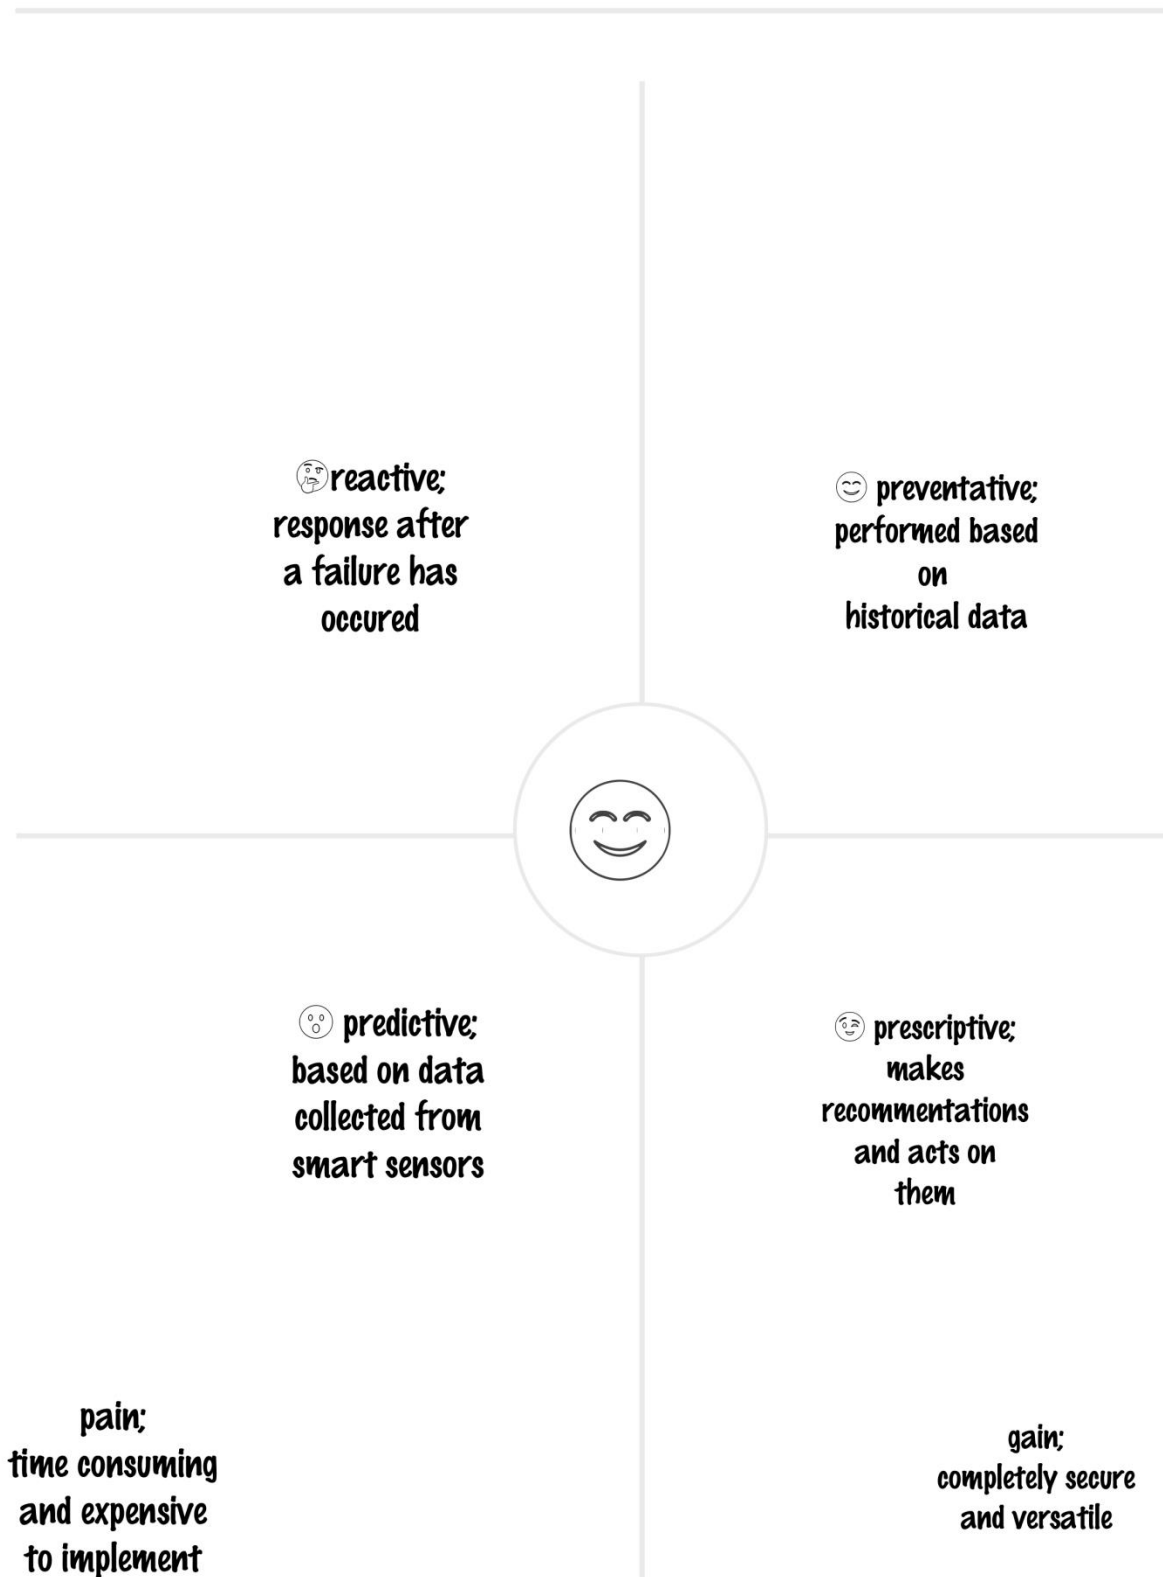 🤔reactive;
response after
a failure has
occured
😊 preventative;
performed based
on
historical data
😮 predictive;
based on data
collected from
smart sensors
😉 prescriptive;
makes
recommentations
and acts on
them
pain;
time consuming
and expensive
to implement
gain;
completely secure
and versatile